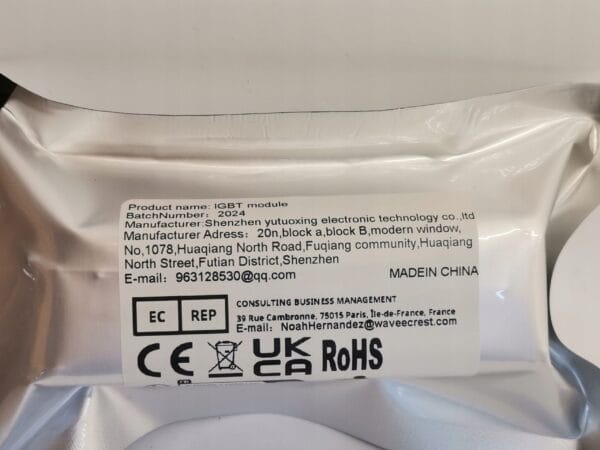 Product name: IGBT module
BatchNumber: 2024
Manufacturer:Shenzhen yutuoxing electronic technology co.,ltd
Manufacturer Adress: 20n,block a,block B,modern window,
No,1078,Huaqiang North Road,Fuqiang community,Huaqiang
North Street,Futian District,Shenzhen
E-mail: 963128530@qq.com MADEIN CHINA
EC REP
CONSULTING BUSINESS MANAGEMENT
39 Rue Cambronne, 75015 Paris, Île-de-France, France
E-mail: NoahHernandez@waveecrest.com
CE UK CA RoHS